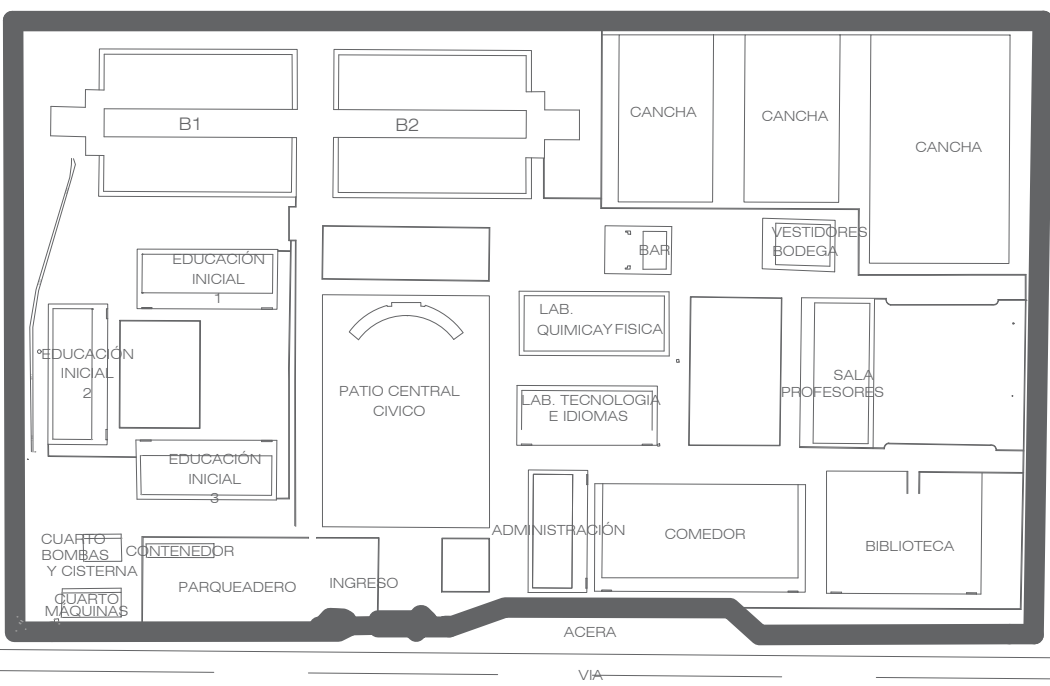 B1
B2
CANCHA
CANCHA
CANCHA
BAR
VESTIDORES
BODEGA
EDUCACIÓN
INICIAL
1
LAB.
QUIMICA Y FISICA
EDUCACIÓN
INICIAL
2
PATIO CENTRAL
CIVICO
LAB. TECNOLOGIA
E IDIOMAS
SALA
PROFESORES
EDUCACIÓN
INICIAL
3
ADMINISTRACIÓN
COMEDOR
BIBLIOTECA
CUARTO
BOMBAS
Y CISTERNA
CONTENEDOR
PARQUEADERO
INGRESO
CUARTO
MAQUINAS
ACERA
VIA